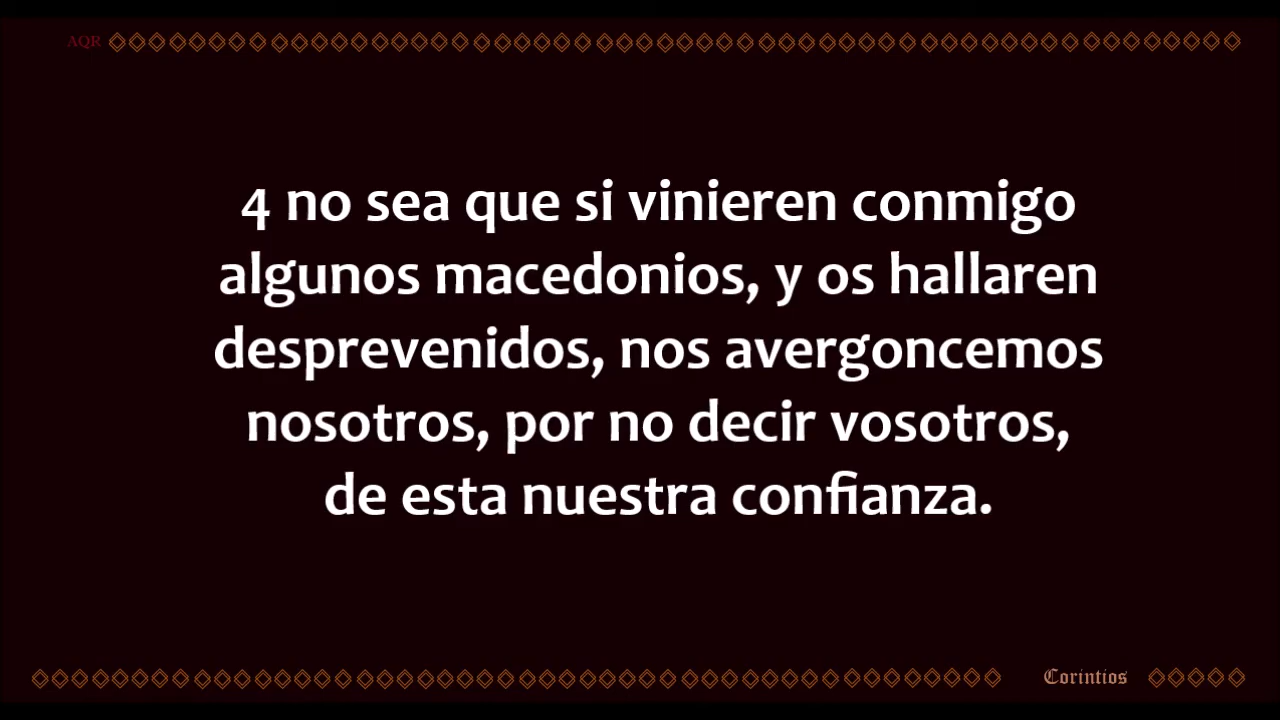 AQR
4 no sea que si vinieren conmigo
algunos macedonios, y os hallaren
desprevenidos, nos avergoncemos
nosotros, por no decir vosotros,
de esta nuestra confianza.
Corintios